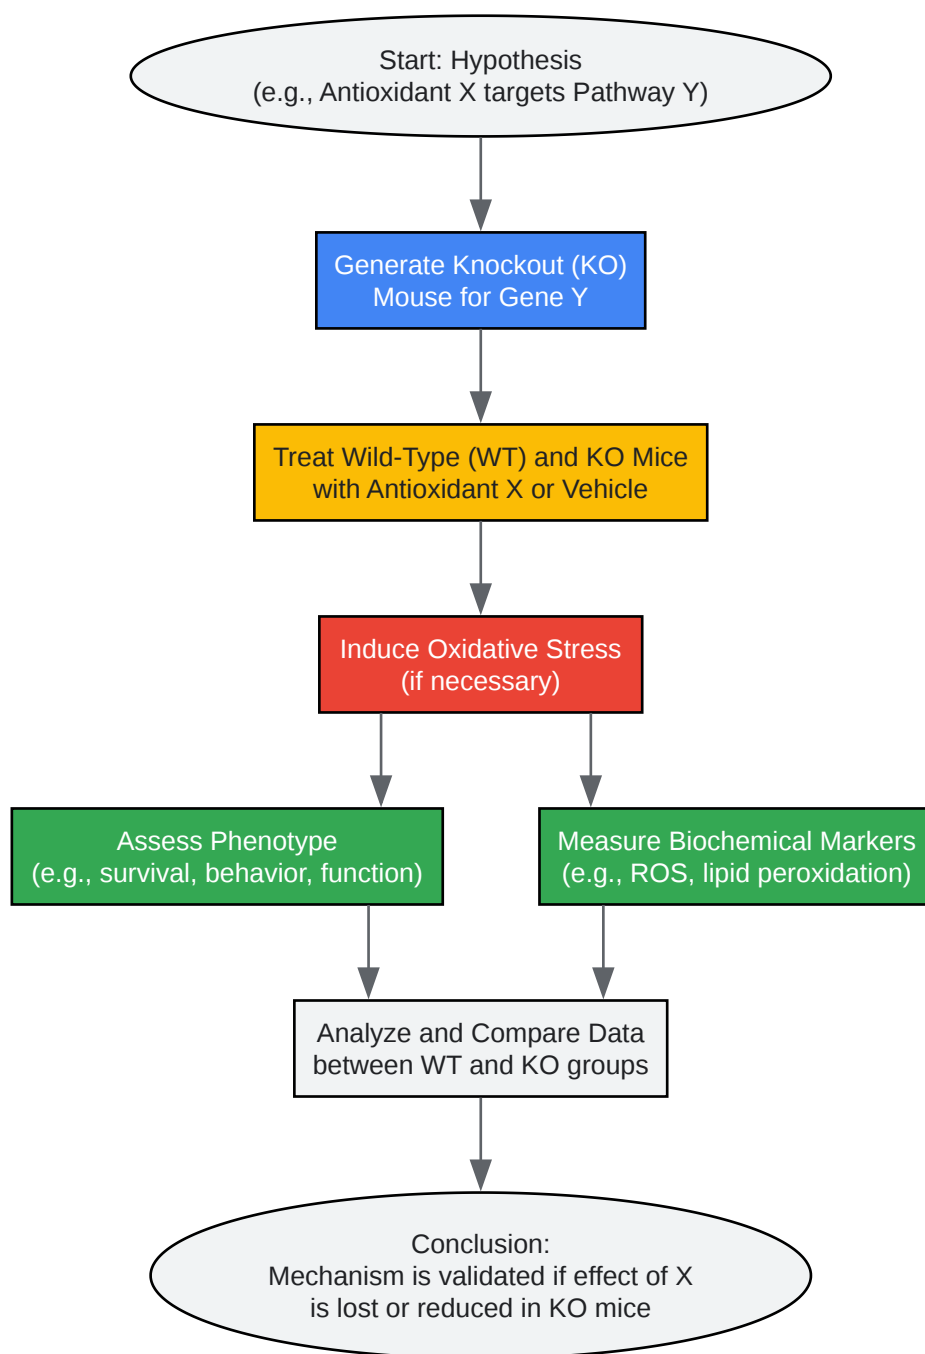 Start: Hypothesis
(e.g., Antioxidant X targets Pathway Y)
Generate Knockout (KO)
Mouse for Gene Y
Treat Wild-Type (WT) and KO Mice
with Antioxidant X or Vehicle
Induce Oxidative Stress
(if necessary)
Assess Phenotype
(e.g., survival, behavior, function)
Measure Biochemical Markers
(e.g., ROS, lipid peroxidation)
Analyze and Compare Data
between WT and KO groups
Conclusion:
Mechanism is validated if effect of X
is lost or reduced in KO mice